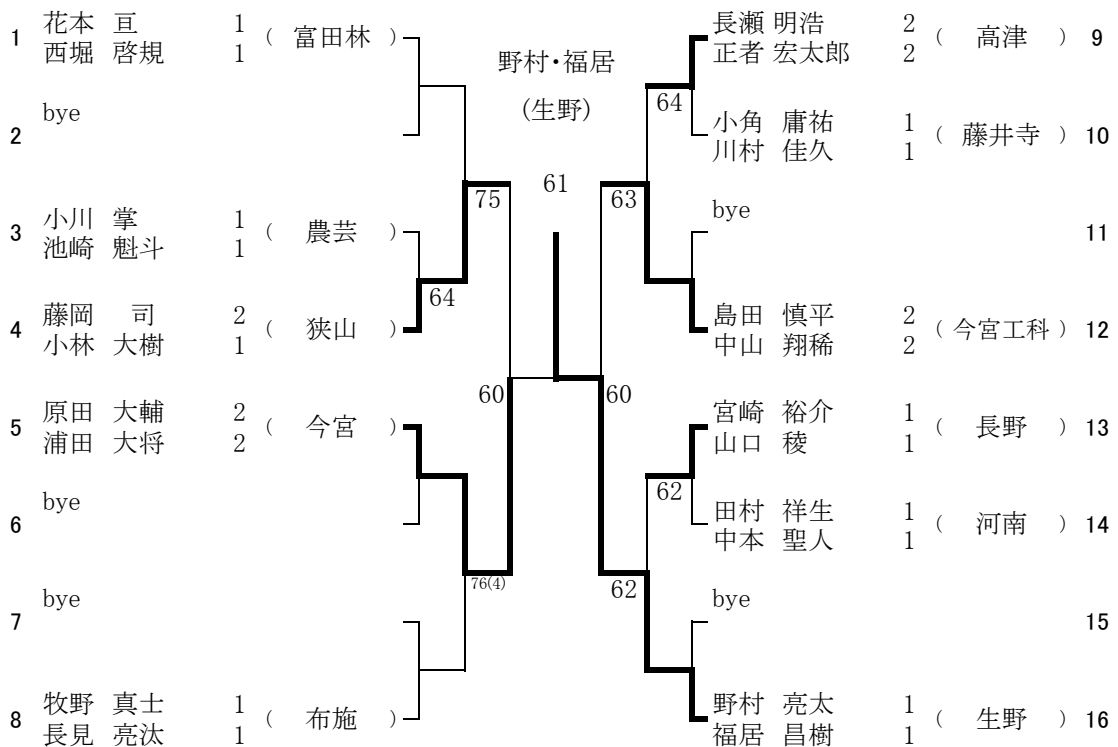 1 花本 亘 1 ( 富田林 )
西堀 啓規 1
2 bye
3 小川 掌 1 ( 農芸 )
池崎 魁斗 1
4 藤岡 司 2 ( 狭山 )
小林 大樹 1
5 原田 大輔 2 ( 今宮 )
浦田 大将 2
6 bye
7 bye
8 牧野 真士 1 ( 布施 )
長見 亮汰 1
64
75
76(4)
60
野村・福居
(生野)
61
64
63
60
62
62
長瀬 明浩 2 ( 高津 ) 9
正者 宏太郎 2
小角 庸祐 1 ( 藤井寺 ) 10
川村 佳久 1
bye 11
島田 慎平 2 ( 今宮工科 ) 12
中山 翔稀 2
宮崎 裕介 1 ( 長野 ) 13
山口 稜 1
田村 祥生 1 ( 河南 ) 14
中本 聖人 1
bye 15
野村 亮太 1 ( 生野 ) 16
福居 昌樹 1